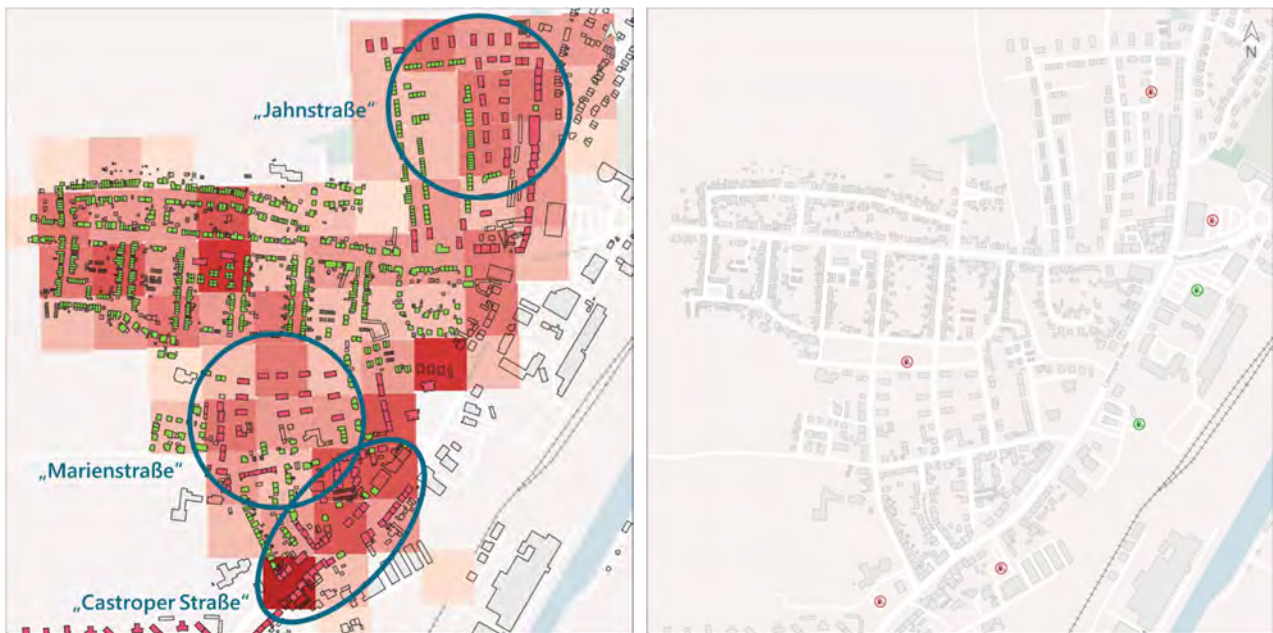 „Jahnstraße“
„Marienstraße“
„Castroper Straße“
N